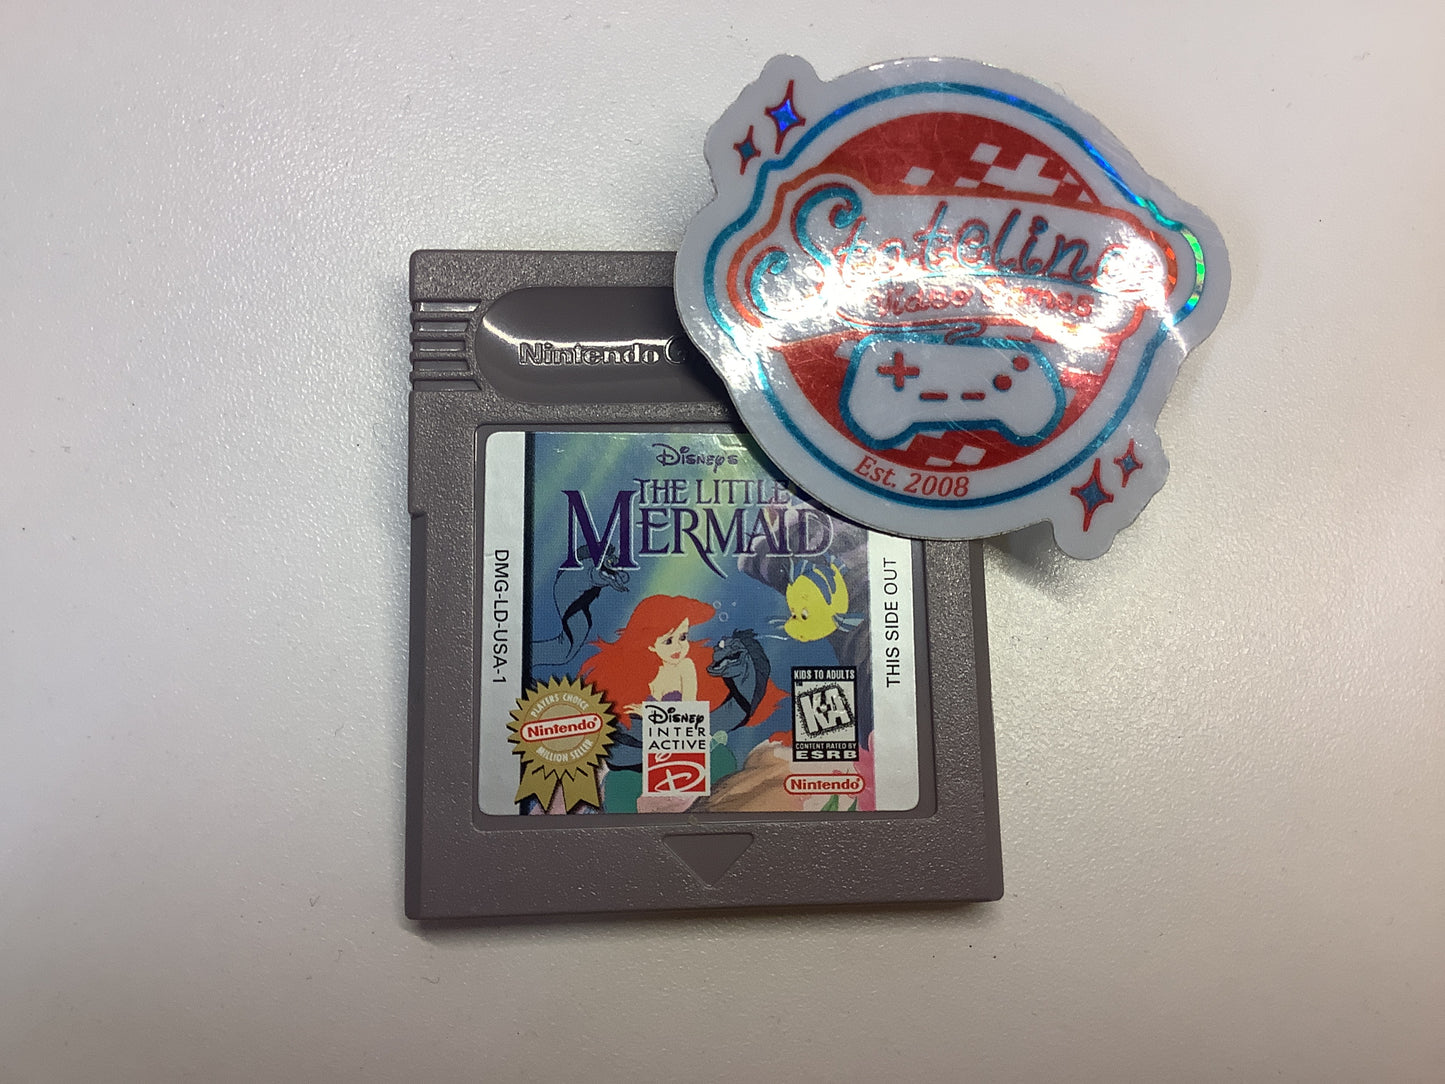 Stateline
Video Games
Est. 2008
Nintendo
Disney's
THE LITTLE
MERMAID
DMG-LD-USA-1
THIS SIDE OUT
PLAYERS CHOICE
Nintendo
MILLION SELLER
Disney
INTER
ACTIVE
KIDS TO ADULTS
K-A
CONTENT RATED BY
ESRB
Nintendo